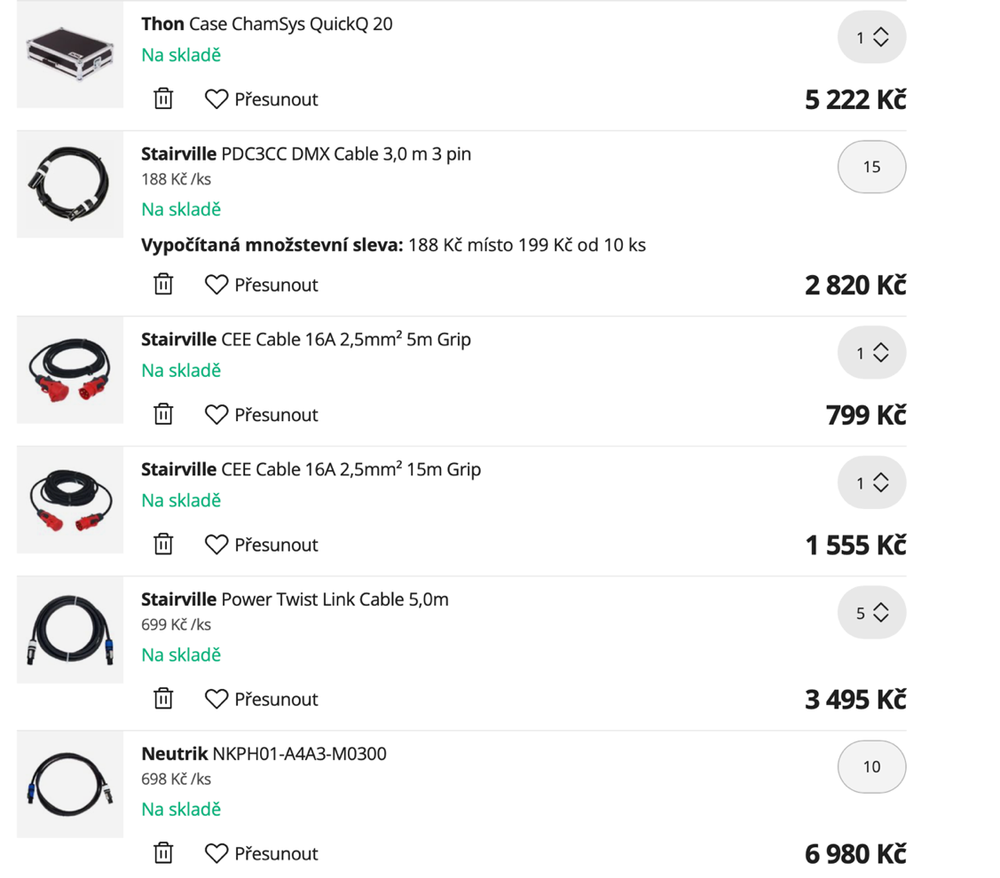 Thon Case ChamSys QuickQ 20
1
Na skladě
Přesunout
5 222 Kč
Stairville PDC3CC DMX Cable 3,0 m 3 pin
15
188 Kč /ks
Na skladě
Vypočítaná množstevní sleva: 188 Kč místo 199 Kč od 10 ks
Přesunout
2 820 Kč
Stairville CEE Cable 16A 2,5mm² 5m Grip
1
Na skladě
Přesunout
799 Kč
Stairville CEE Cable 16A 2,5mm² 15m Grip
1
Na skladě
Přesunout
1 555 Kč
Stairville Power Twist Link Cable 5,0m
5
699 Kč /ks
Na skladě
Přesunout
3 495 Kč
Neutrik NKPH01-A4A3-M0300
10
698 Kč /ks
Na skladě
Přesunout
6 980 Kč